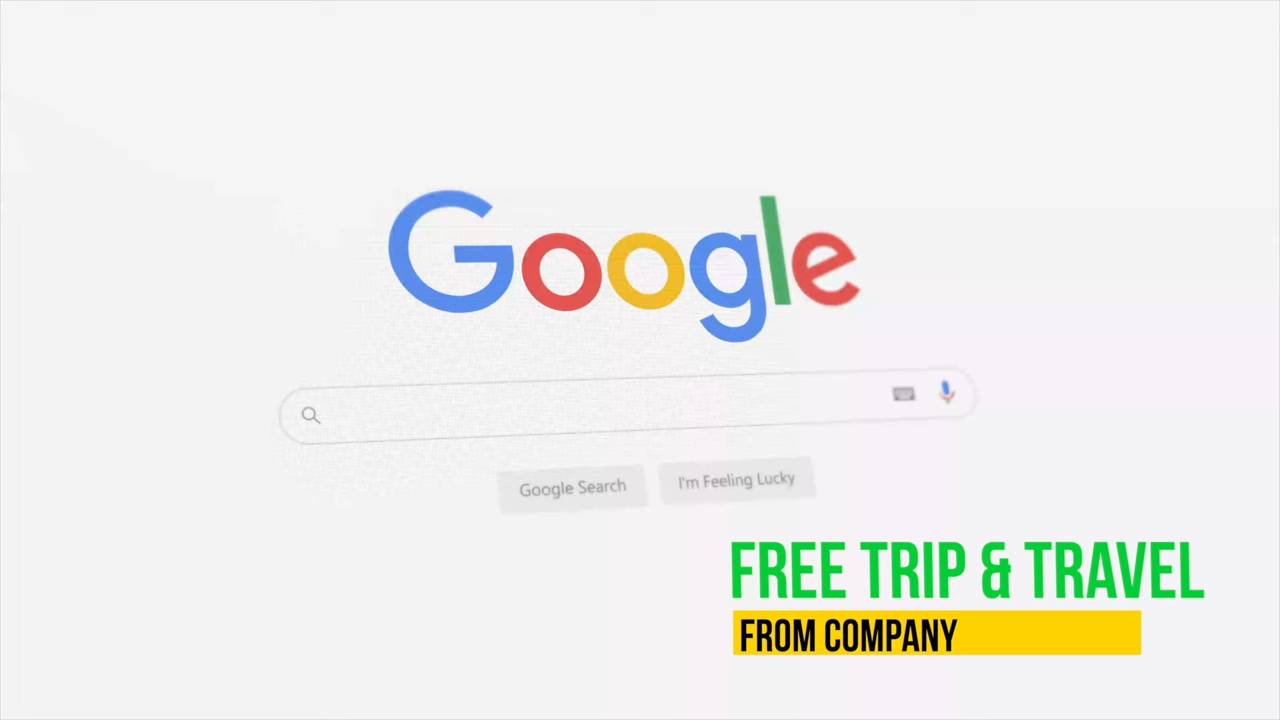 Google
Google Search
I'm Feeling Lucky
FREE TRIP & TRAVEL
FROM COMPANY